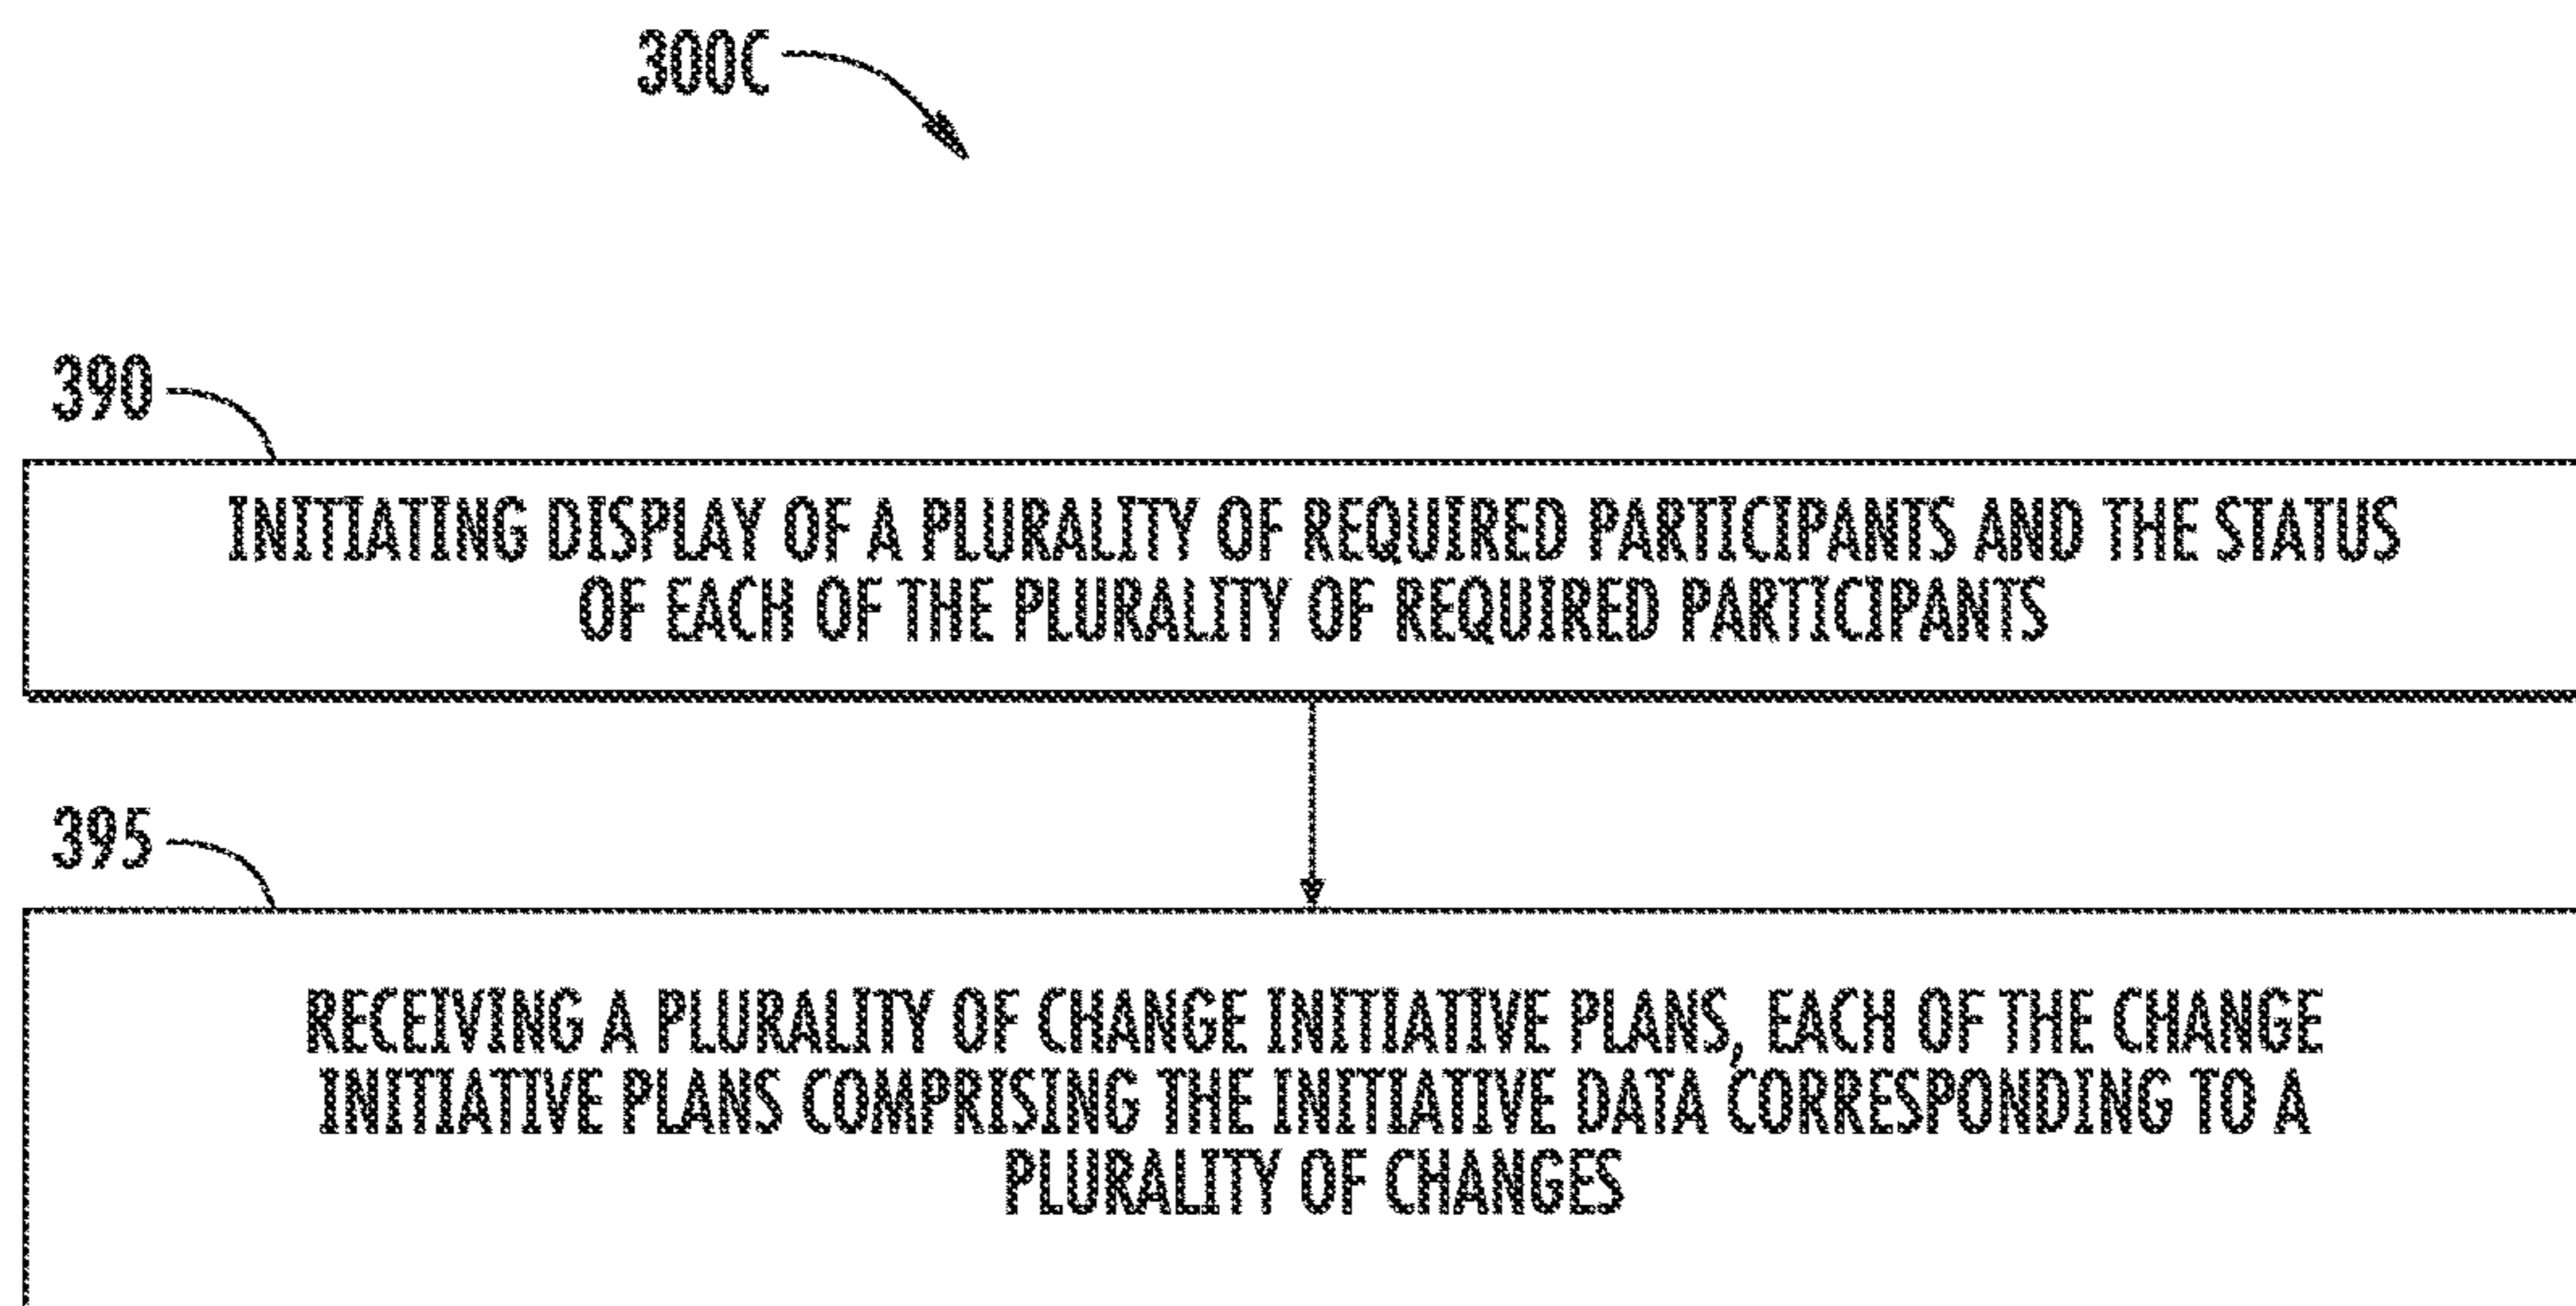 300C
390
INITIATING DISPLAY OF A PLURALITY OF REQUIRED PARTICIPANTS AND THE STATUS
OF EACH OF THE PLURALITY OF REQUIRED PARTICIPANTS
395
RECEIVING A PLURALITY OF CHANGE INITIATIVE PLANS, EACH OF THE CHANGE
INITIATIVE PLANS COMPRISING THE INITIATIVE DATA CORRESPONDING TO A
PLURALITY OF CHANGES